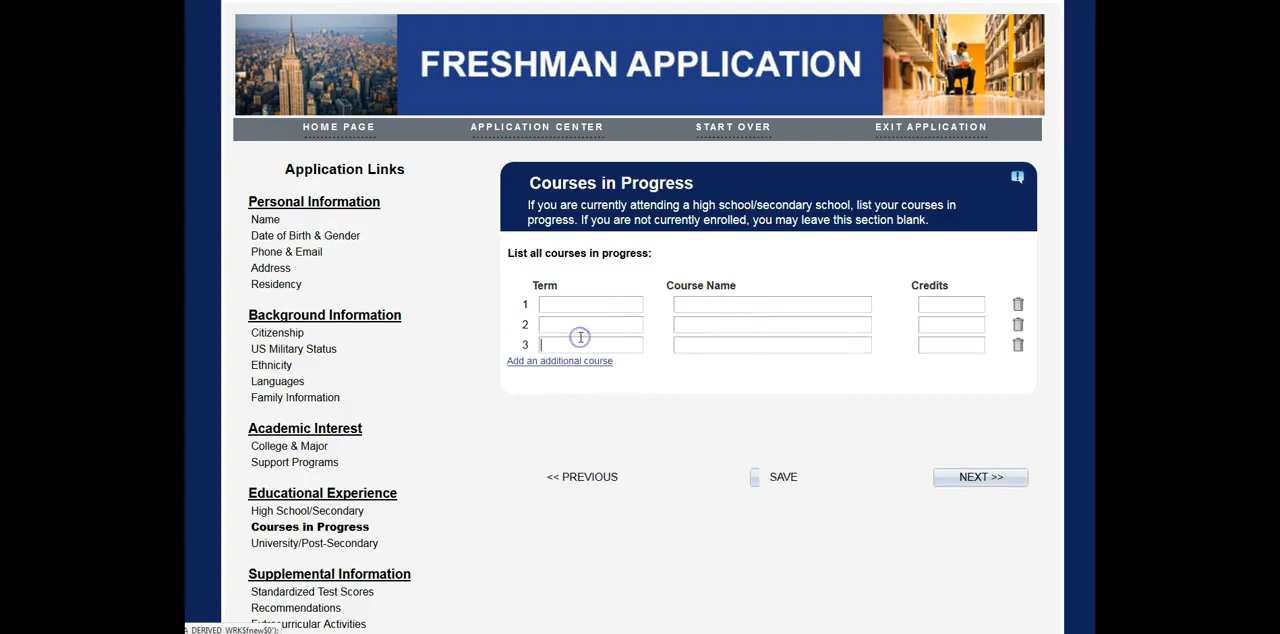 FRESHMAN APPLICATION
HOME PAGE
APPLICATION CENTER
START OVER
EXIT APPLICATION
Application Links
Personal Information
Name
Date of Birth & Gender
Phone & Email
Address
Residency
Background Information
Citizenship
US Military Status
Ethnicity
Languages
Family Information
Academic Interest
College & Major
Support Programs
Educational Experience
High School/Secondary
Courses in Progress
University/Post-Secondary
Supplemental Information
Standardized Test Scores
Recommendations
Extracurricular Activities
Courses in Progress
If you are currently attending a high school/secondary school, list your courses in
progress. If you are not currently enrolled, you may leave this section blank.
List all courses in progress:
Term Course Name Credits
1
2
3
Add an additional course
<< PREVIOUS
SAVE
NEXT >>
A_DERIVED_WRK$fnew$0');